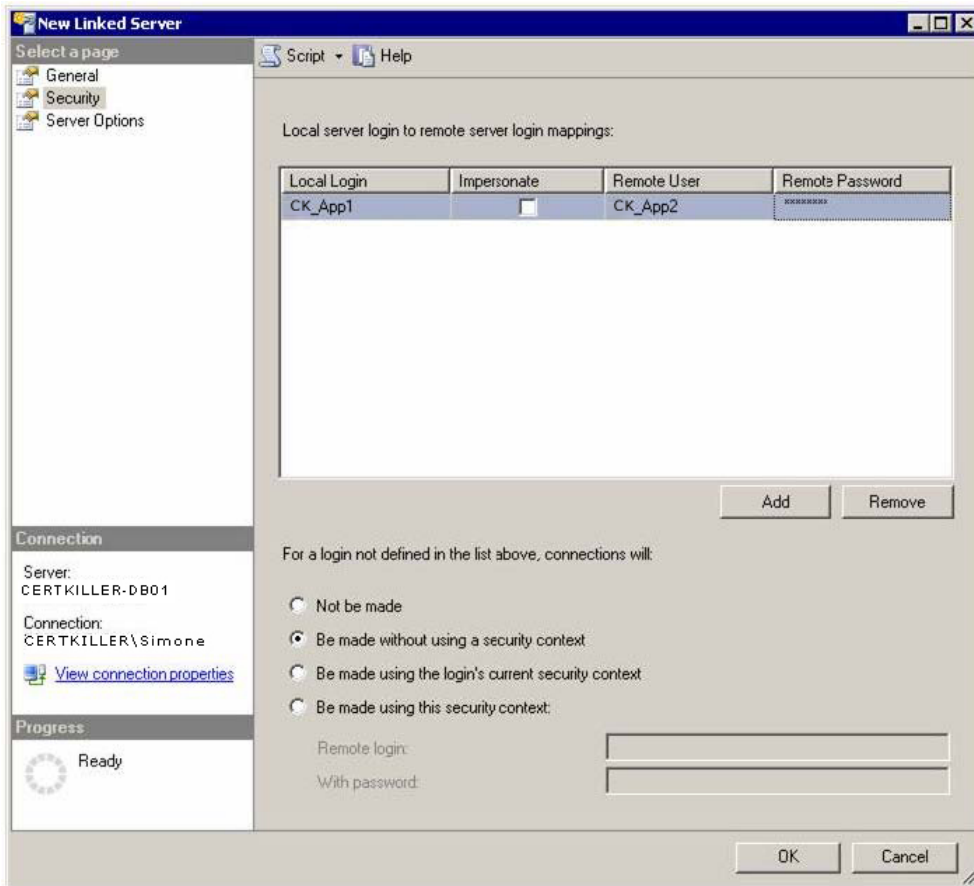 New Linked Server
Select a page
General
Security
Server Options
Script Help
Local server login to remote server login mappings:
Local Login Impersonate Remote User Remote Password
CK_App1 CK_App2 ********
Add Remove
Connection
Server:
CERTKILLER-DB01
Connection:
CERTKILLER\Simone
View connection properties
Progress
Ready
For a login not defined in the list above, connections will:
Not be made
Be made without using a security context
Be made using the login's current security context
Be made using this security context:
Remote login:
With password:
OK Cancel